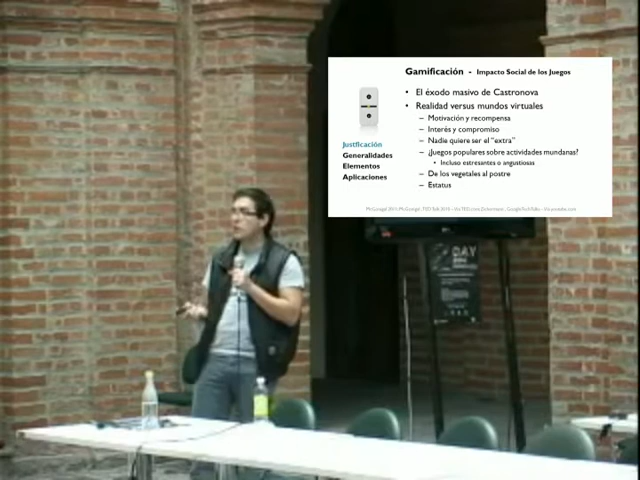 Gamificación - Impacto Social de los Juegos
• El éxodo masivo de Castronova
• Realidad versus mundos virtuales
– Motivación y recompensa
– Interés y compromiso
– Nadie quiere ser el "extra"
– ¿Juegos populares sobre actividades mundanas?
• Incluso estresantes o angustiosas
– De los vegetales al postre
– Estatus
Justificación
Generalidades
Elementos
Aplicaciones
DAY